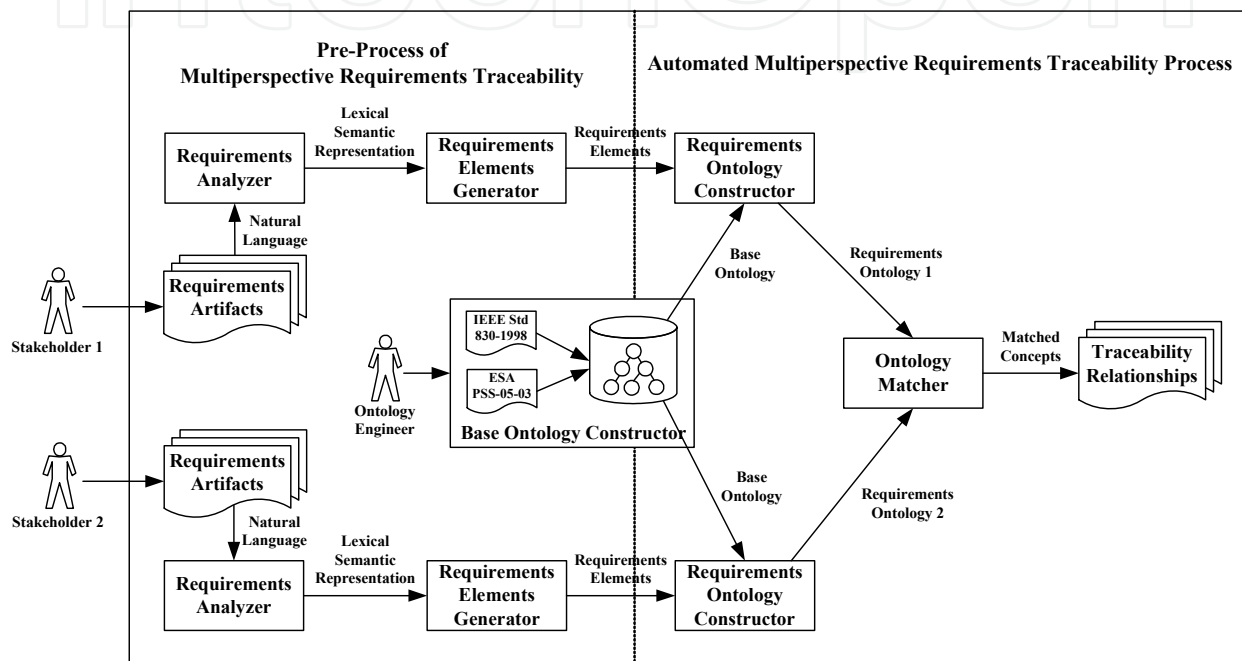 Pre-Process of
Multiperspective Requirements Traceability
Automated Multiperspective Requirements Traceability Process
Lexical
Semantic
Representation
Requirements
Elements
Requirements
Analyzer
Requirements
Elements
Generator
Requirements
Ontology
Constructor
Natural
Language
Requirements
Artifacts
Stakeholder 1
Base
Ontology
Requirements
Ontology 1
IEEE Std
830-1998
ESA
PSS-05-03
Base Ontology Constructor
Ontology
Engineer
Ontology
Matcher
Matched
Concepts
Traceability
Relationships
Requirements
Artifacts
Stakeholder 2
Natural
Language
Base
Ontology
Requirements
Ontology 2
Lexical
Semantic
Representation
Requirements
Elements
Requirements
Analyzer
Requirements
Elements
Generator
Requirements
Ontology
Constructor